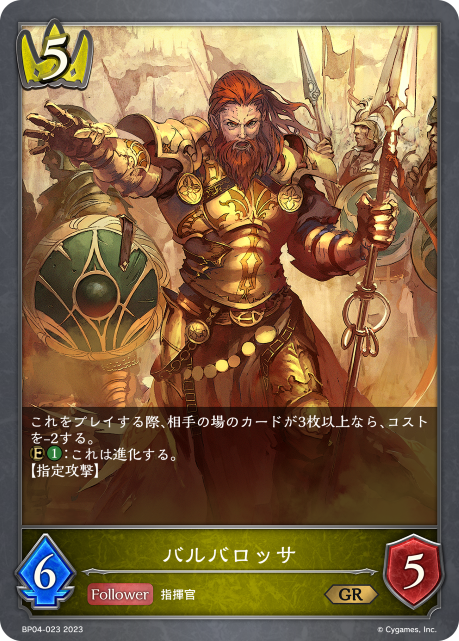 5
これをプレイする際、相手の場のカードが3枚以上なら、コスト
を-2する。
E 1：これは進化する。
【指定攻撃】
バルバロッサ
6 Follower 指揮官 GR 5
BP04-023 2023 © Cygames, Inc.